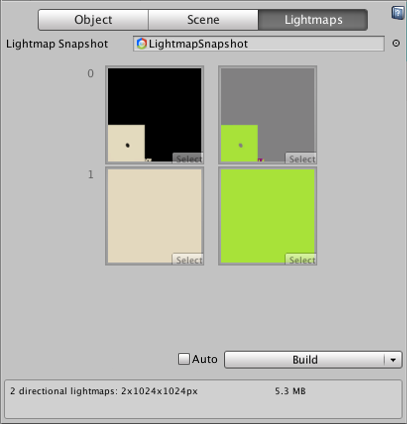 Object Scene Lightmaps
Lightmap Snapshot LightmapSnapshot
0
Select Select
1
Select Select
Auto Build
2 directional lightmaps: 2x1024x1024px 5.3 MB